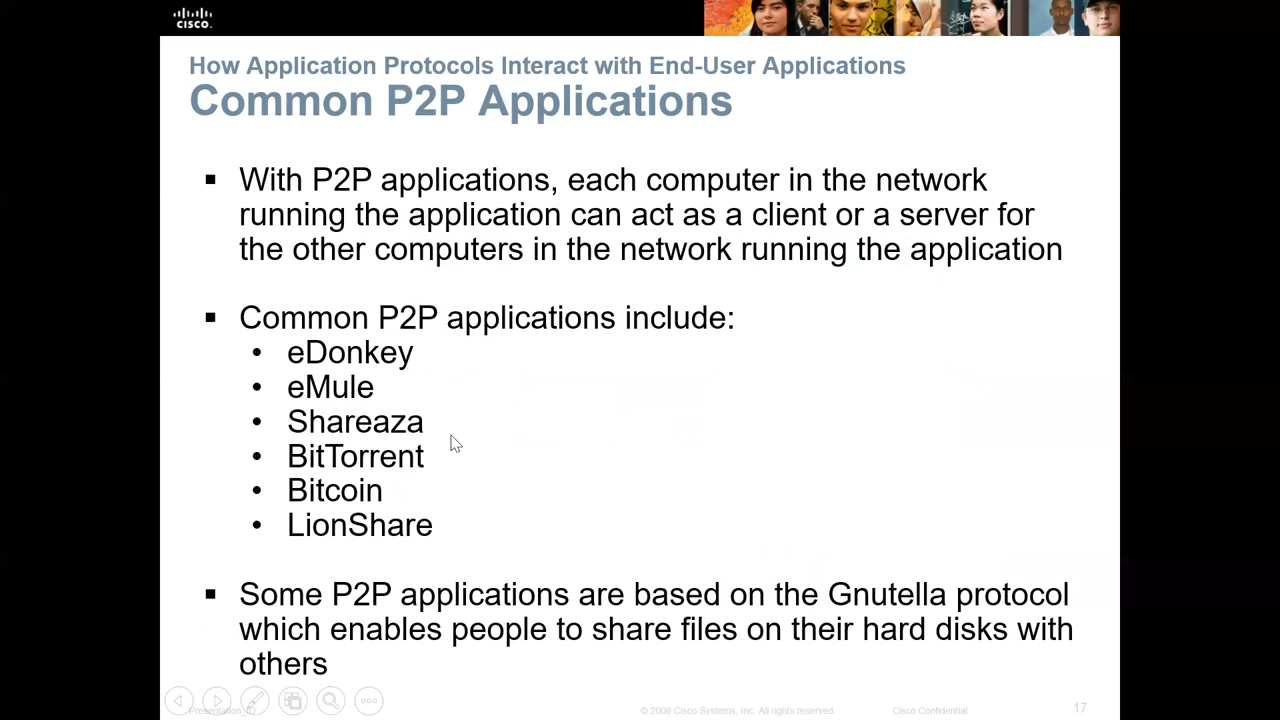 CISCO
How Application Protocols Interact with End-User Applications
Common P2P Applications
▪ With P2P applications, each computer in the network
running the application can act as a client or a server for
the other computers in the network running the application
▪ Common P2P applications include:
• eDonkey
• eMule
• Shareaza
• BitTorrent
• Bitcoin
• LionShare
▪ Some P2P applications are based on the Gnutella protocol
which enables people to share files on their hard disks with
others
© 2008 Cisco Systems, Inc. All rights reserved Cisco Confidential 17